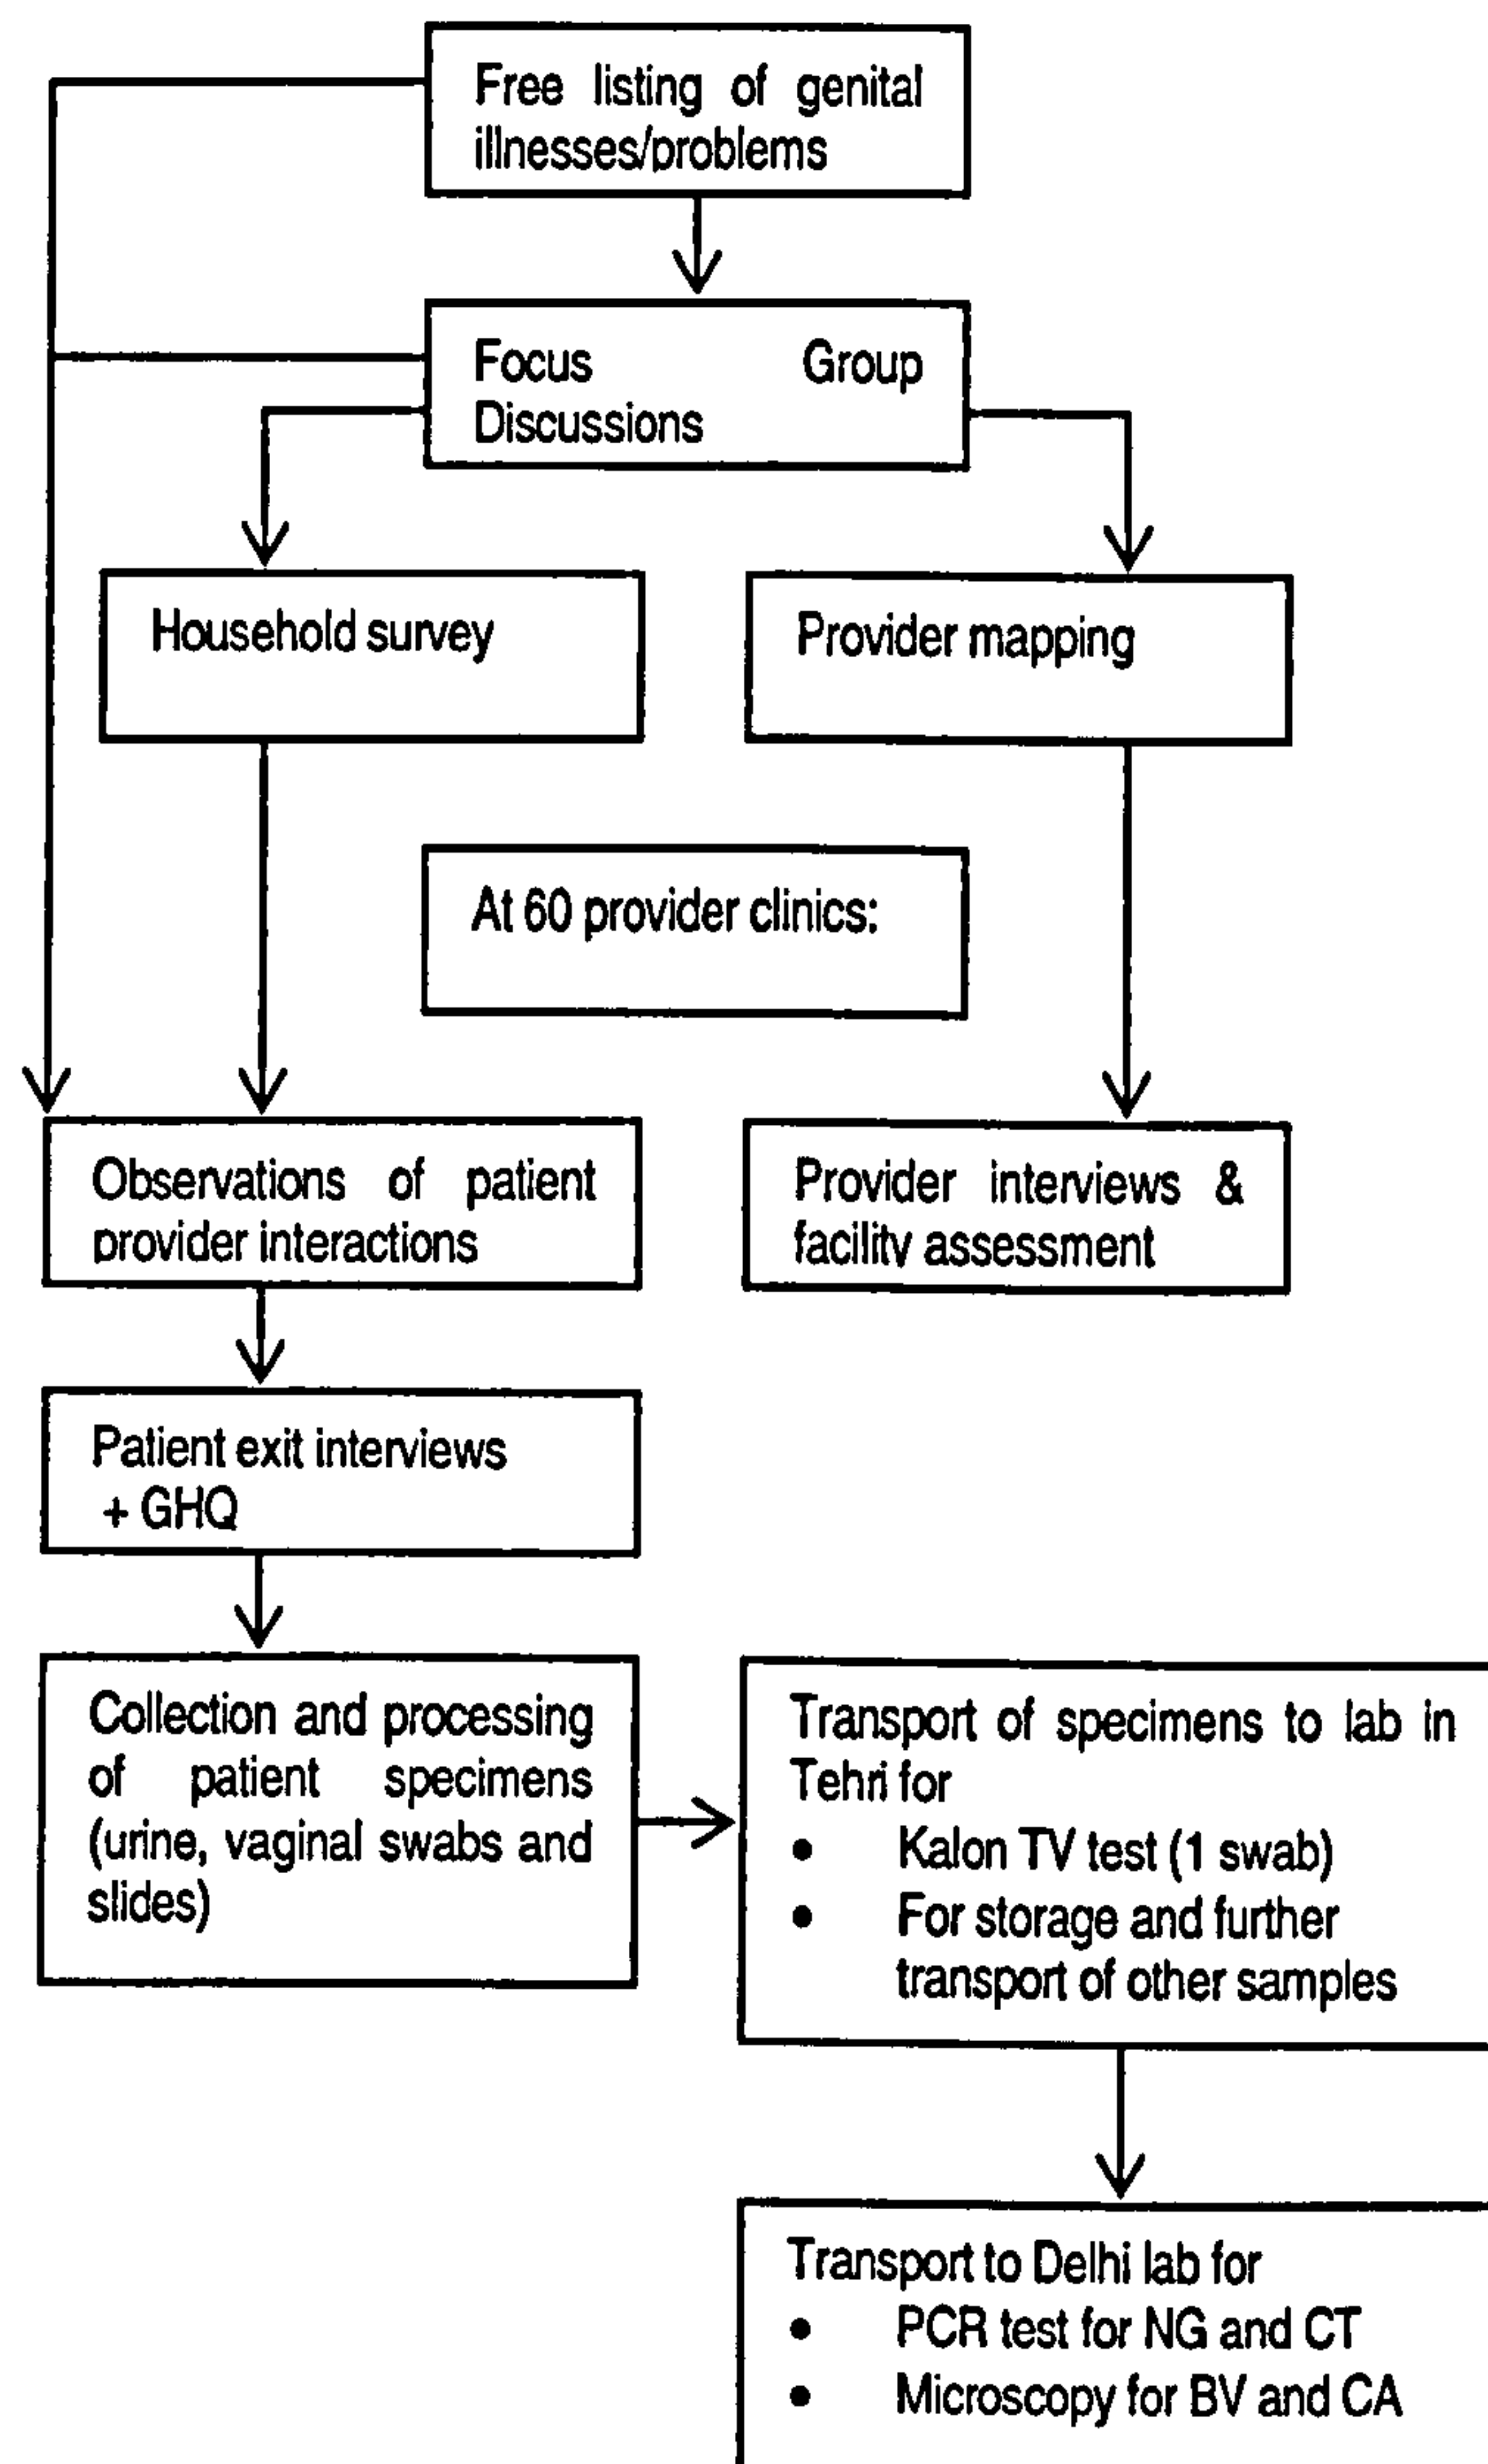 Free listing of genital
illnesses/problems
Focus Group
Discussions
Household survey
Provider mapping
At 60 provider clinics:
Observations of patient
provider interactions
Provider interviews &
facility assessment
Patient exit interviews
+ GHQ
Collection and processing
of patient specimens
(urine, vaginal swabs and
slides)
Transport of specimens to lab in
Tehri for
• Kalon TV test (1 swab)
• For storage and further
transport of other samples
Transport to Delhi lab for
• PCR test for NG and CT
• Microscopy for BV and CA